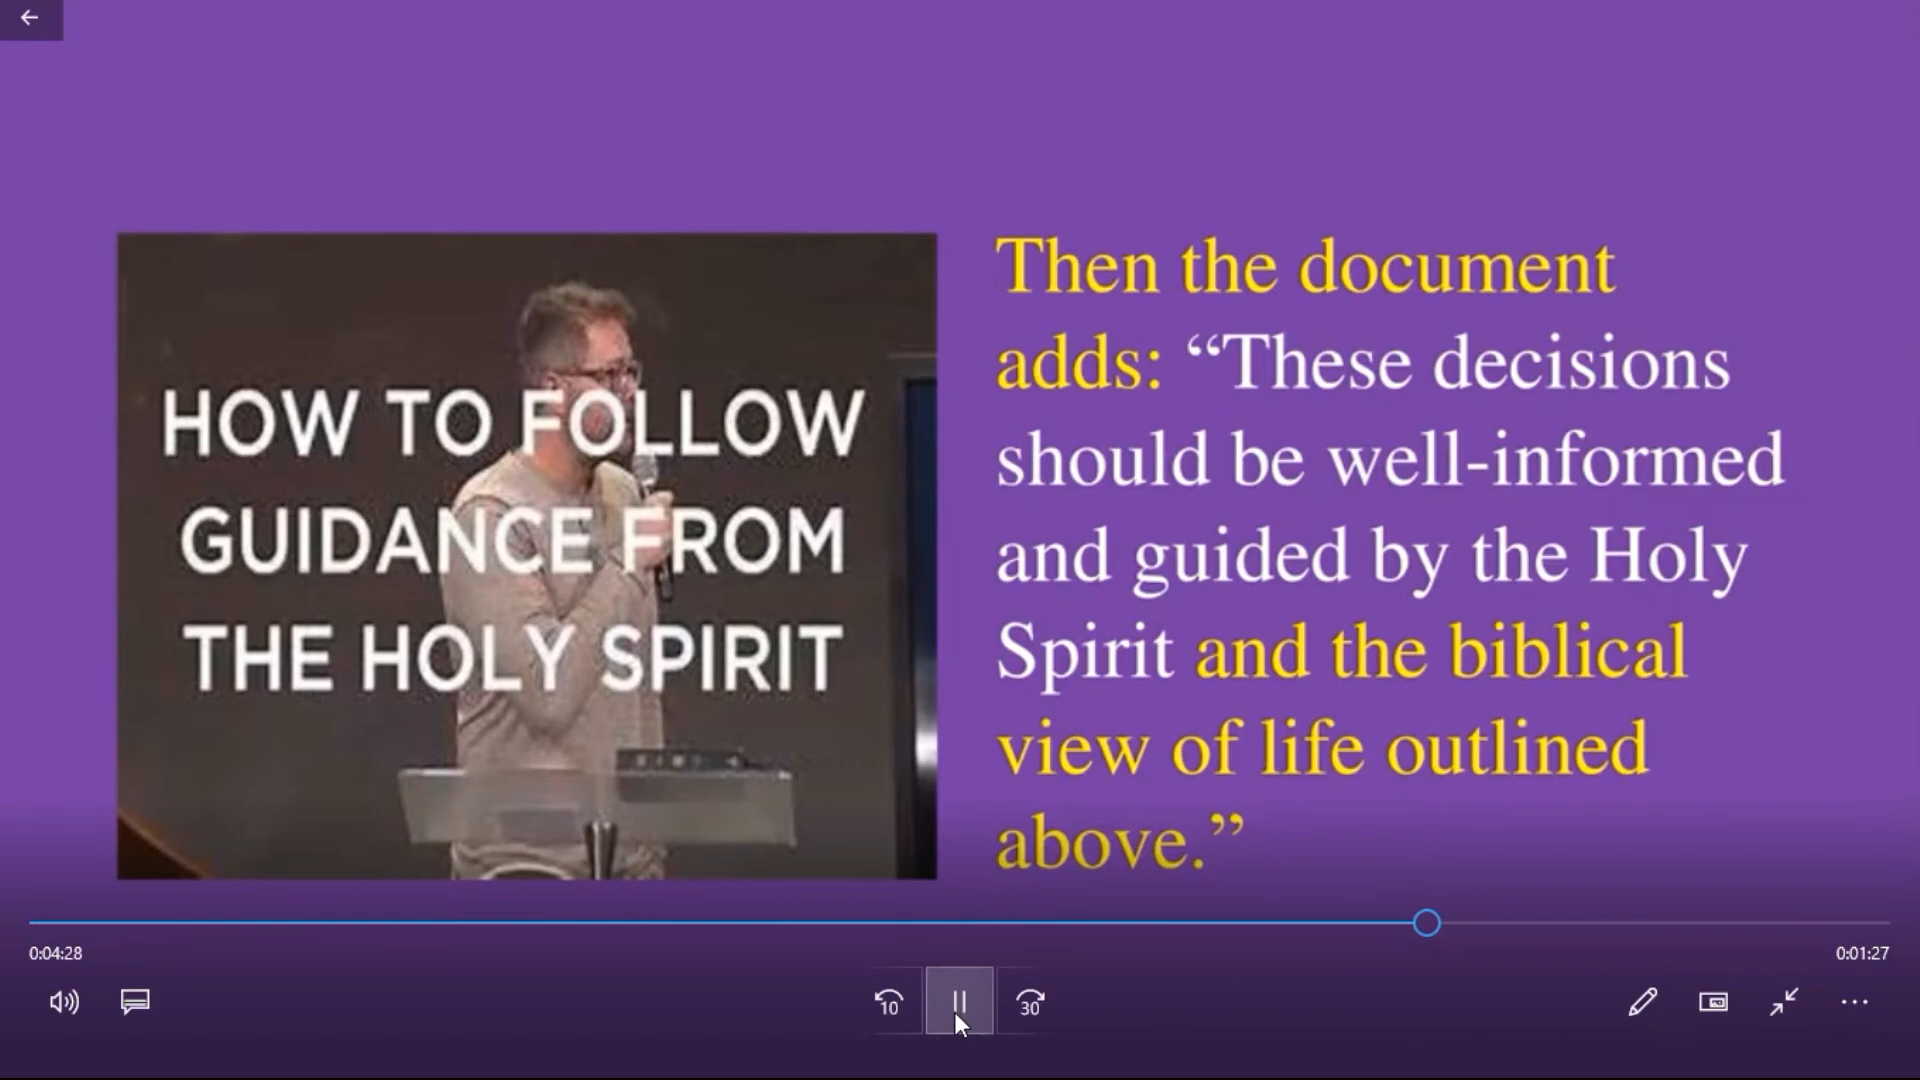 HOW TO FOLLOW
GUIDANCE FROM
THE HOLY SPIRIT
Then the document
adds: “These decisions
should be well-informed
and guided by the Holy
Spirit and the biblical
view of life outlined
above.”
0:04:28
0:01:27
10
30